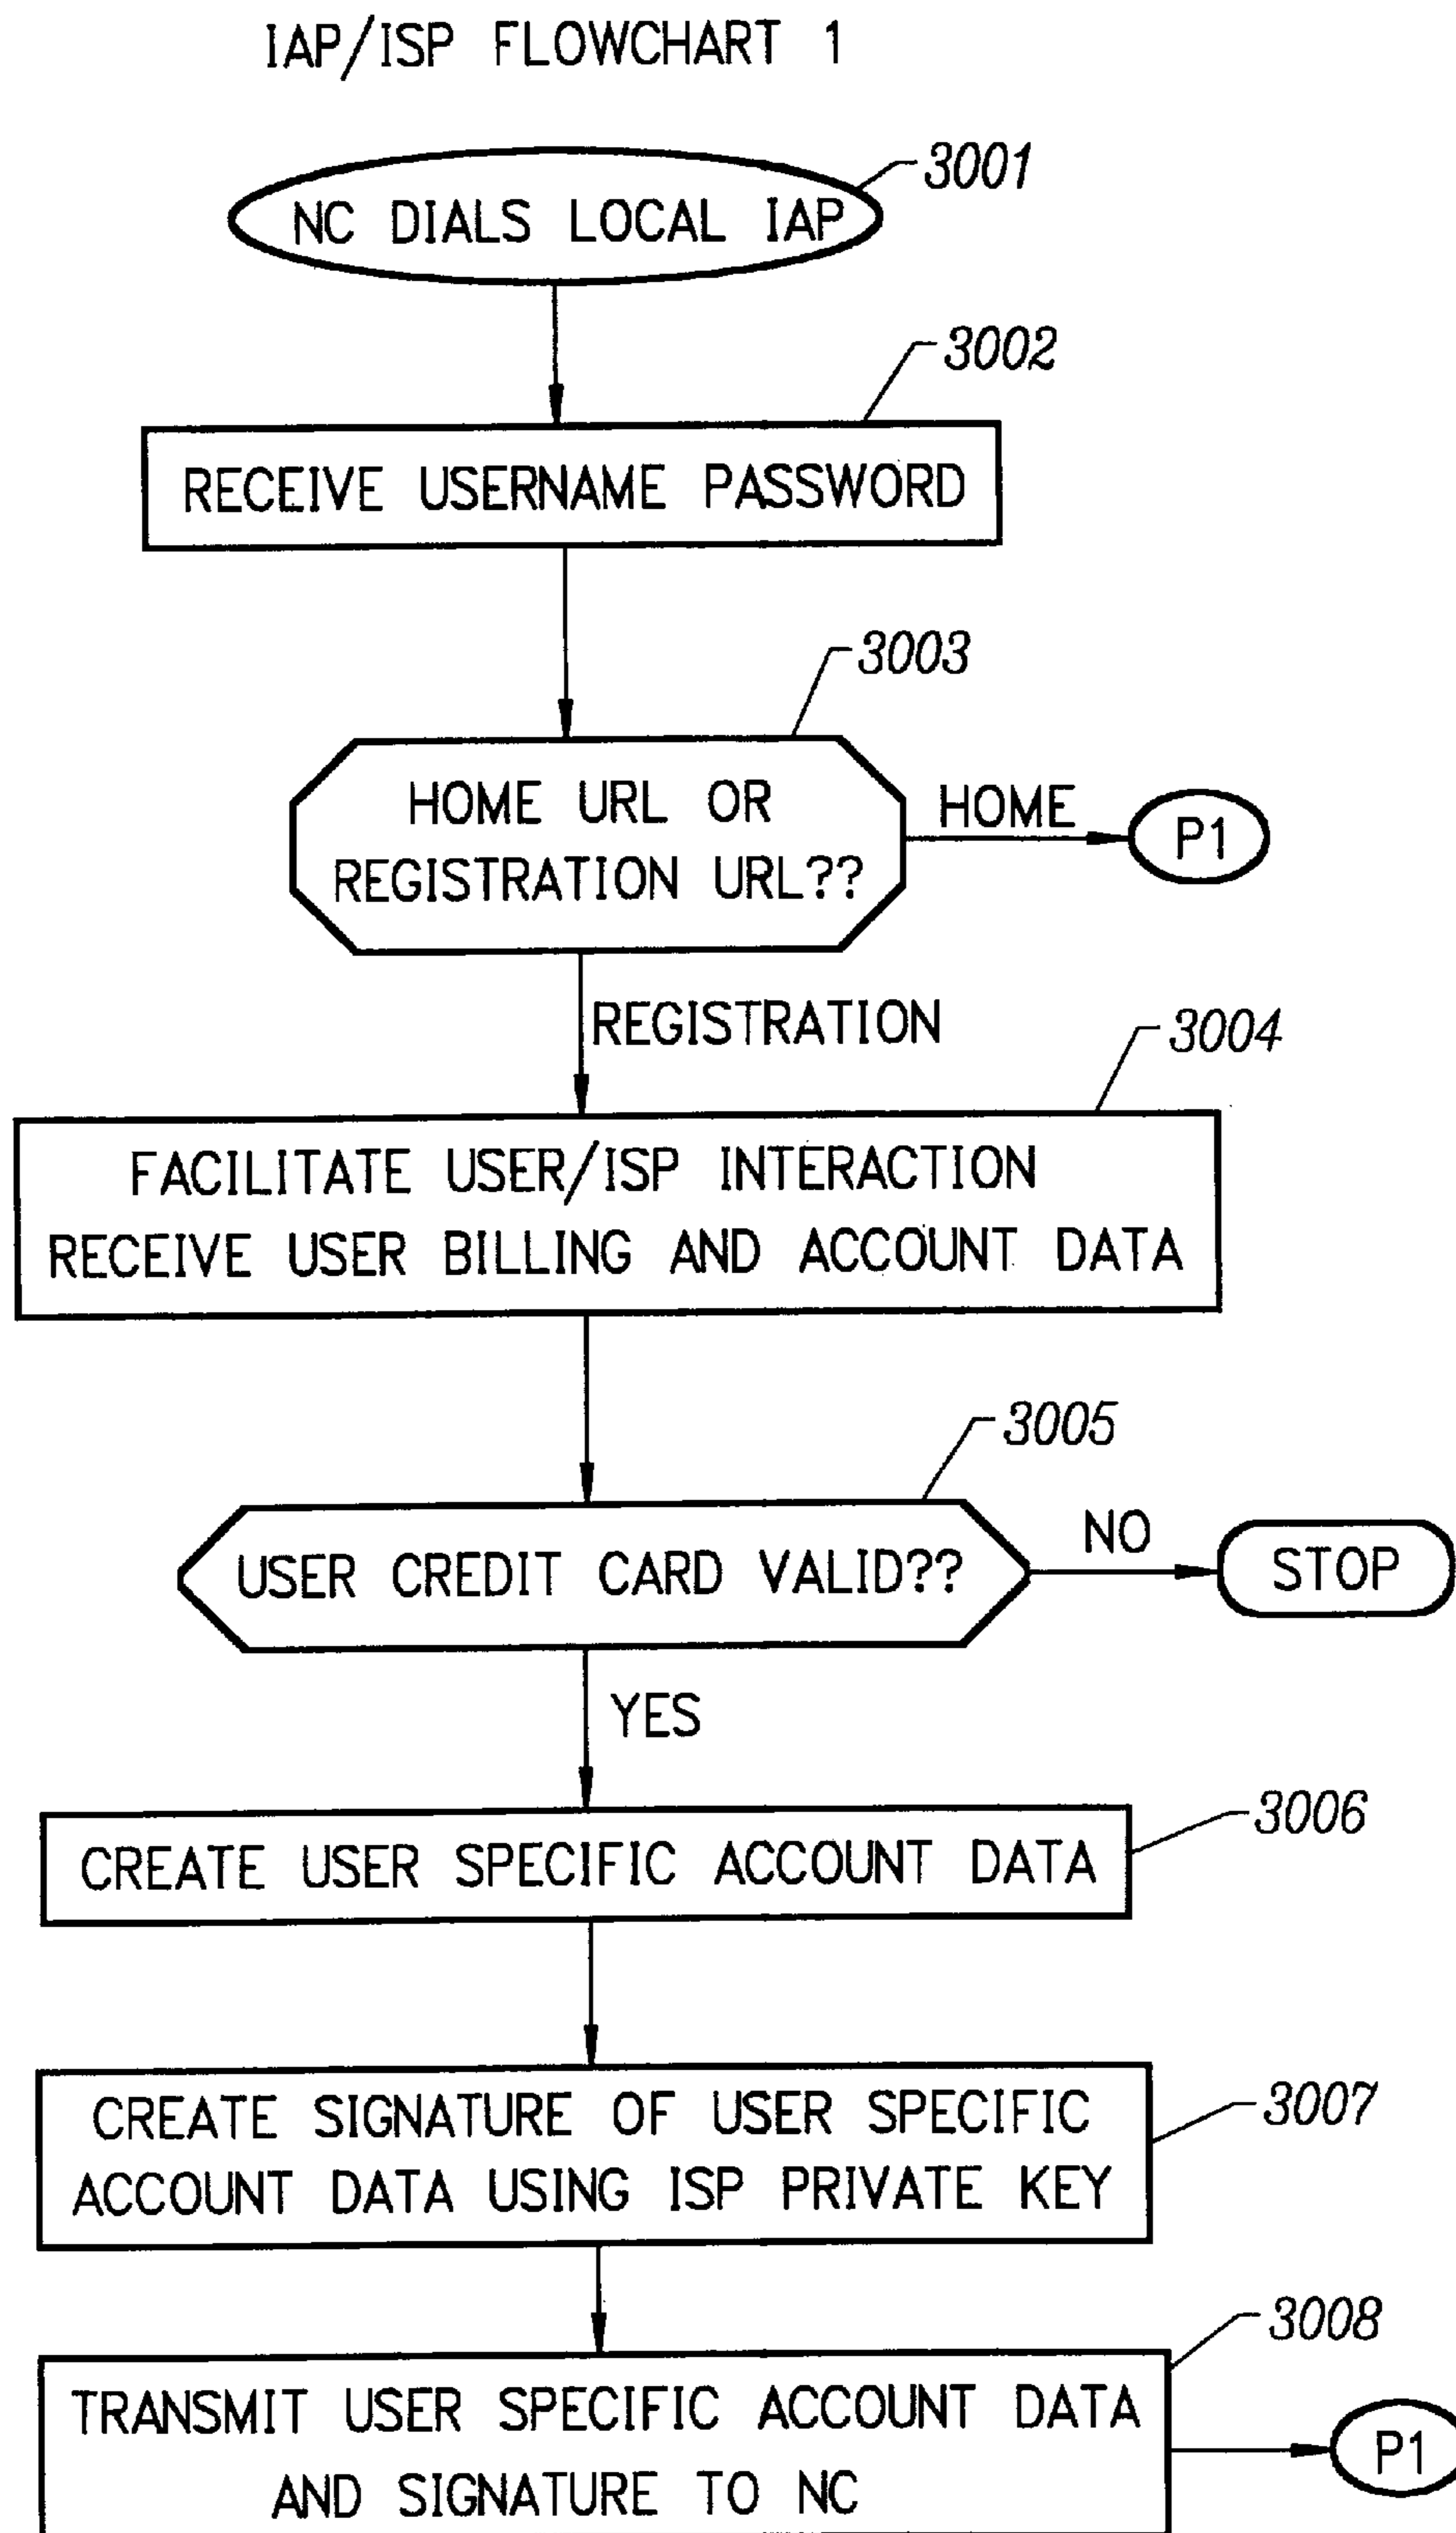 IAP/ISP FLOWCHART 1
3001
NC DIALS LOCAL IAP
3002
RECEIVE USERNAME PASSWORD
3003
HOME URL OR
REGISTRATION URL??
HOME
P1
REGISTRATION
3004
FACILITATE USER/ISP INTERACTION
RECEIVE USER BILLING AND ACCOUNT DATA
3005
USER CREDIT CARD VALID??
NO
STOP
YES
3006
CREATE USER SPECIFIC ACCOUNT DATA
3007
CREATE SIGNATURE OF USER SPECIFIC
ACCOUNT DATA USING ISP PRIVATE KEY
3008
TRANSMIT USER SPECIFIC ACCOUNT DATA
AND SIGNATURE TO NC
P1